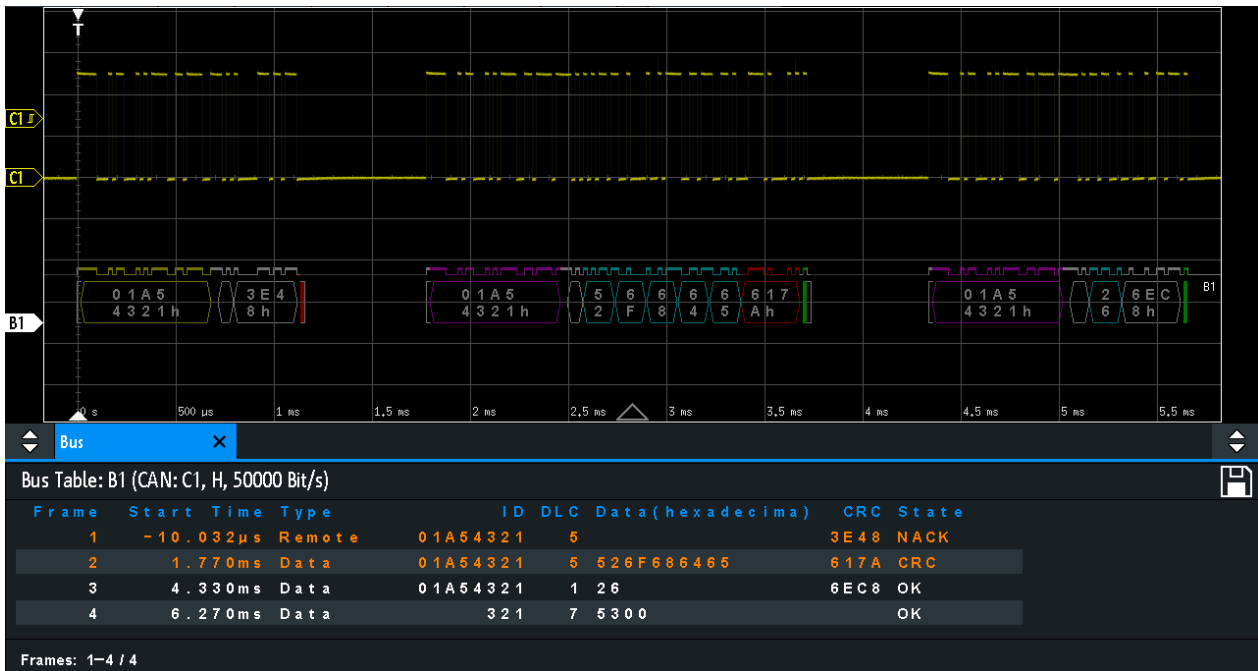 T
C1
C1
01A5 3E4 01A5 5 6 6 6 6 617 01A5 2 6EC B1
4321h 8h 4321h 2 F 8 4 5 Ah 4321h 6 8h
B1
0 s 500 µs 1 ms 1.5 ms 2 ms 2.5 ms 3 ms 3.5 ms 4 ms 4.5 ms 5 ms 5.5 ms
Bus
Bus Table: B1 (CAN: C1, H, 50000 Bit/s)
Frame Start Time Type ID DLC Data(hexadecima) CRC State
1 -10.032µs Remote 01A54321 5 3E48 NACK
2 1.770ms Data 01A54321 5 526F686465 617A CRC
3 4.330ms Data 01A54321 1 26 6EC8 OK
4 6.270ms Data 321 7 5300 OK
Frames: 1-4 / 4